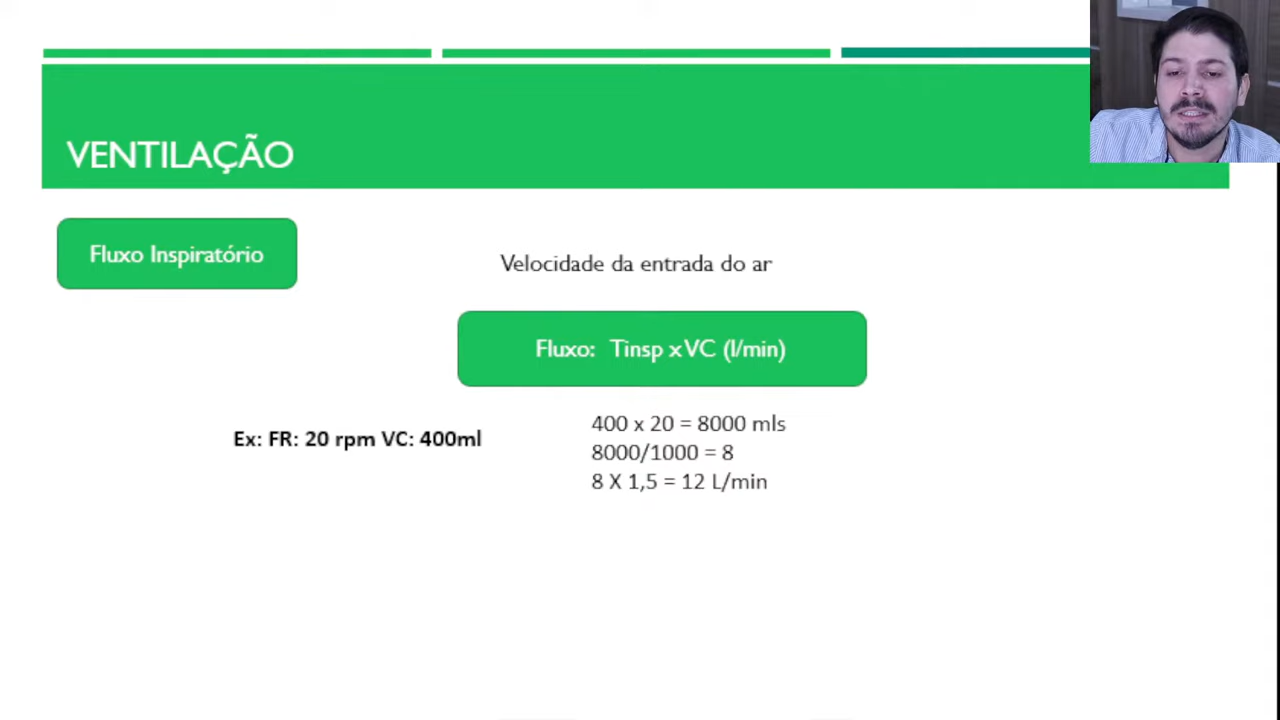 VENTILAÇÃO
Fluxo Inspiratório
Velocidade da entrada do ar
Fluxo: Tinsp x VC (l/min)
Ex: FR: 20 rpm VC: 400ml
400 x 20 = 8000 mls
8000/1000 = 8
8 X 1,5 = 12 L/min